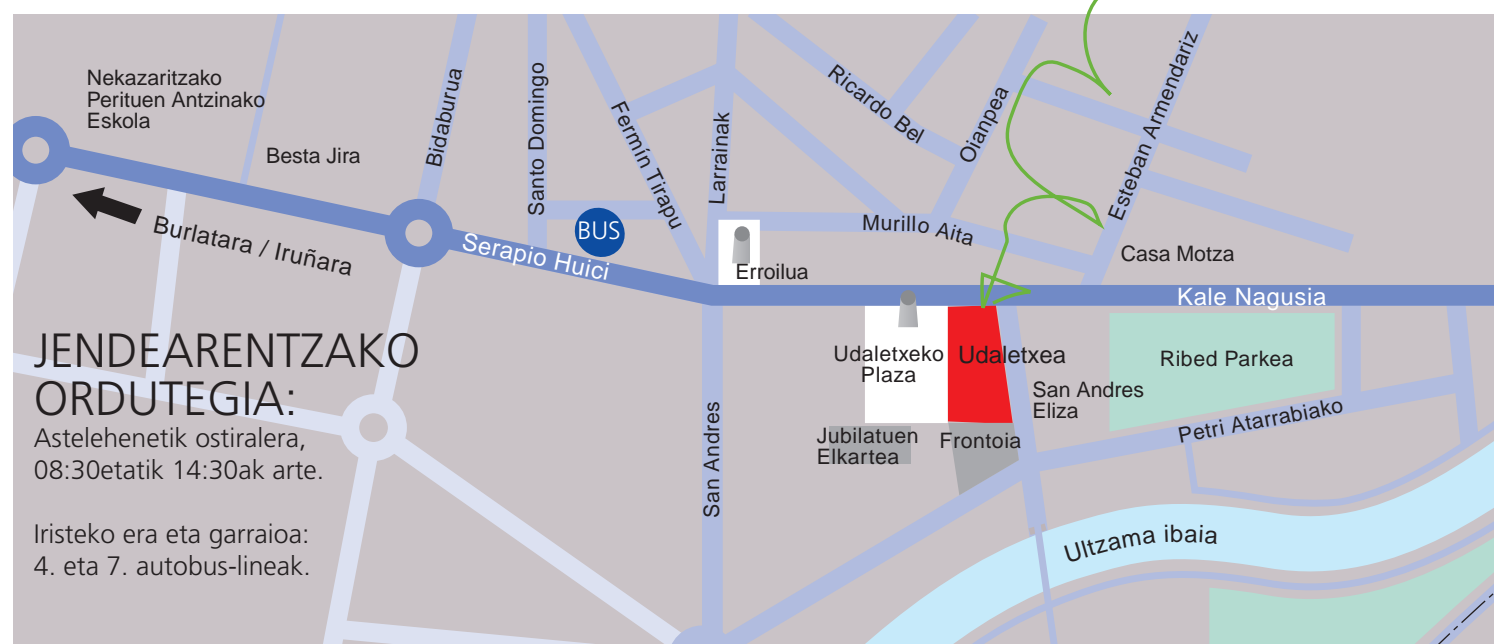 Nekazaritzako
Perituen Antzinako
Eskola
Besta Jira
Bidaburua
Santo Domingo
Fermín Tirapu
Larrainak
Ricardo Bel
Oianpea
Esteban Armendariz
Burlatara / Iruñara
Serapio Huici
BUS
Erroilua
Murillo Aita
Casa Motza
Kale Nagusia
JENDEARENTZAKO
ORDUTEGIA:
Astelehenetik ostiralera,
08:30etatik 14:30ak arte.
Iristeko era eta garraioa:
4. eta 7. autobus-lineak.
San Andres
Udaletxeko
Plaza
Udaletxea
San Andres
Eliza
Ribed Parkea
Jubilatuen
Elkartea
Frontoia
Petri Atarrabiako
Ultzama ibaia